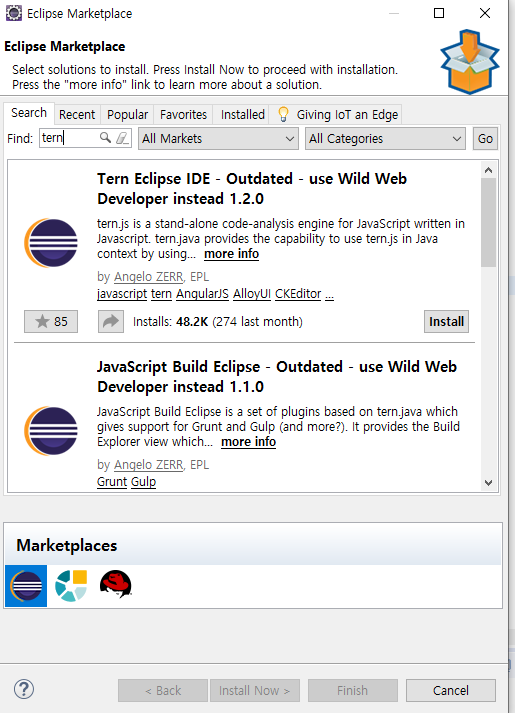 Eclipse Marketplace
Eclipse Marketplace
Select solutions to install. Press Install Now to proceed with installation.
Press the "more info" link to learn more about a solution.
Search Recent Popular Favorites Installed Giving IoT an Edge
Find: tern All Markets All Categories Go
Tern Eclipse IDE - Outdated - use Wild Web
Developer instead 1.2.0
tern.js is a stand-alone code-analysis engine for JavaScript written in
Javascript. tern.java provides the capability to use tern.js in Java
context by using... more info
by Angelo ZERR, EPL
javascript tern AngularJS AlloyUI CKEditor ...
85 Installs: 48.2K (274 last month) Install
JavaScript Build Eclipse - Outdated - use Wild Web
Developer instead 1.1.0
JavaScript Build Eclipse is a set of plugins based on tern.java which
gives support for Grunt and Gulp (and more?). It provides the Build
Explorer view which... more info
by Angelo ZERR, EPL
Grunt Gulp
Marketplaces
? < Back Install Now > Finish Cancel